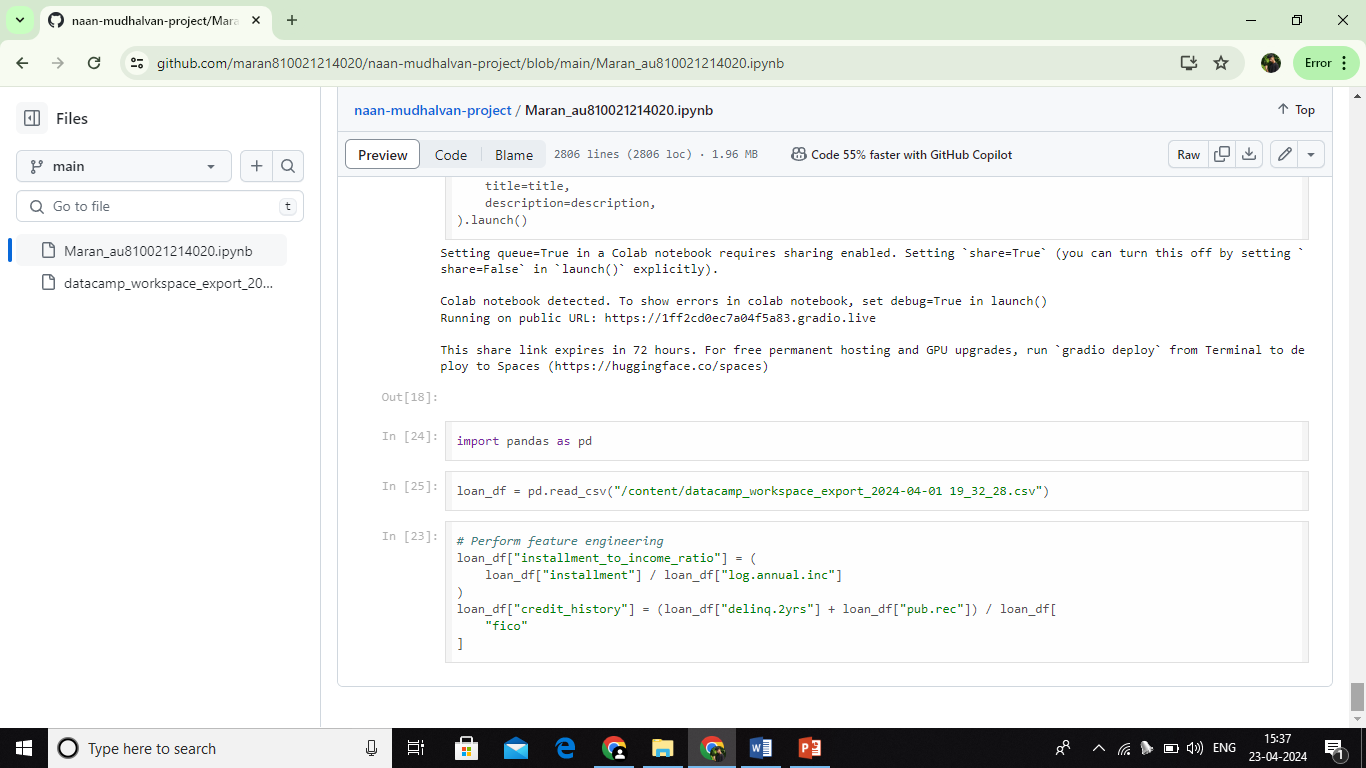 naan-mudhalvan-project/Mara
github.com/maran810021214020/naan-mudhalvan-project/blob/main/Maran_au810021214020.ipynb
Error
Files
main
Go to file
t
Maran_au810021214020.ipynb
datacamp_workspace_export_20...
naan-mudhalvan-project / Maran_au810021214020.ipynb
Top
Preview Code Blame 2806 lines (2806 loc) · 1.96 MB Code 55% faster with GitHub Copilot Raw
title=title,
description=description,
).launch()
Setting queue=True in a Colab notebook requires sharing enabled. Setting `share=True` (you can turn this off by setting `
share=False` in `launch()` explicitly).
Colab notebook detected. To show errors in colab notebook, set debug=True in launch()
Running on public URL: https://1ff2cd0ec7a04f5a83.gradio.live
This share link expires in 72 hours. For free permanent hosting and GPU upgrades, run `gradio deploy` from Terminal to de
ploy to Spaces (https://huggingface.co/spaces)
Out[18]:
In [24]:
import pandas as pd
In [25]:
loan_df = pd.read_csv("/content/datacamp_workspace_export_2024-04-01 19_32_28.csv")
In [23]:
# Perform feature engineering
loan_df["installment_to_income_ratio"] = (
loan_df["installment"] / loan_df["log.annual.inc"]
)
loan_df["credit_history"] = (loan_df["delinq.2yrs"] + loan_df["pub.rec"]) / loan_df[
"fico"
]
Type here to search
ENG
15:37
23-04-2024
1